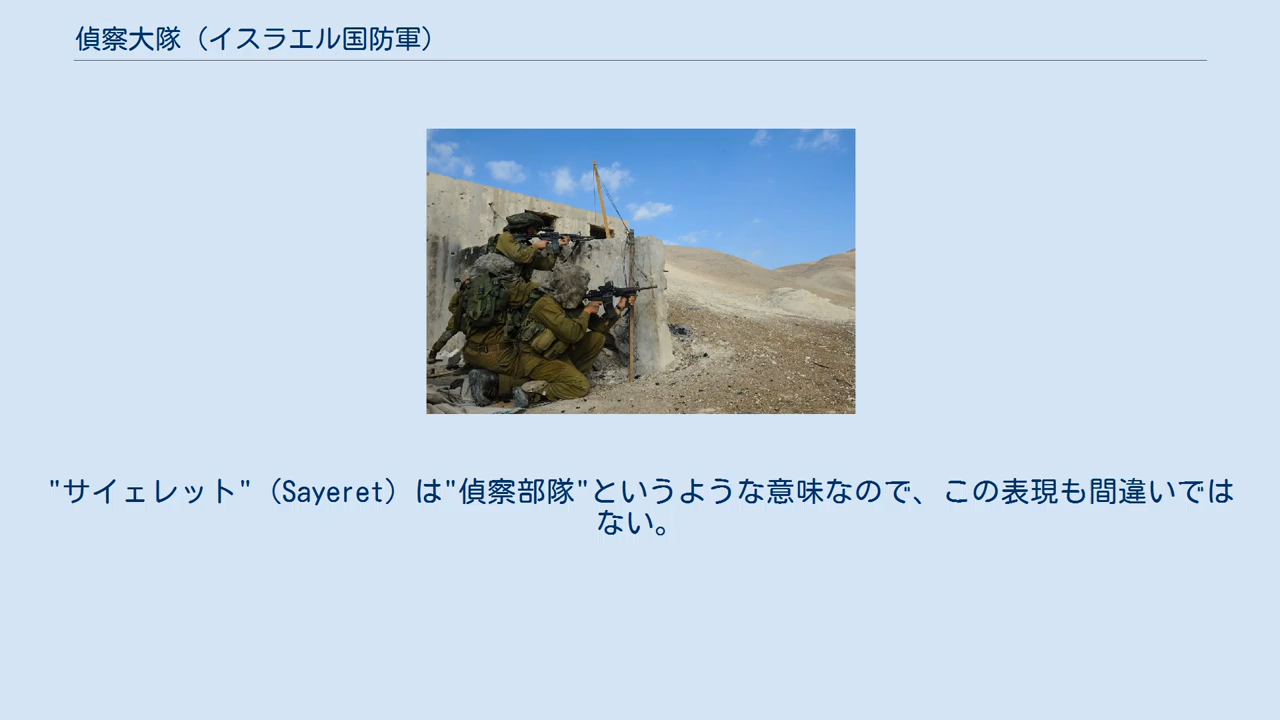 偵察大隊（イスラエル国防軍）
"サイェレット"（Sayeret）は"偵察部隊"というような意味なので、この表現も間違いでは
ない。